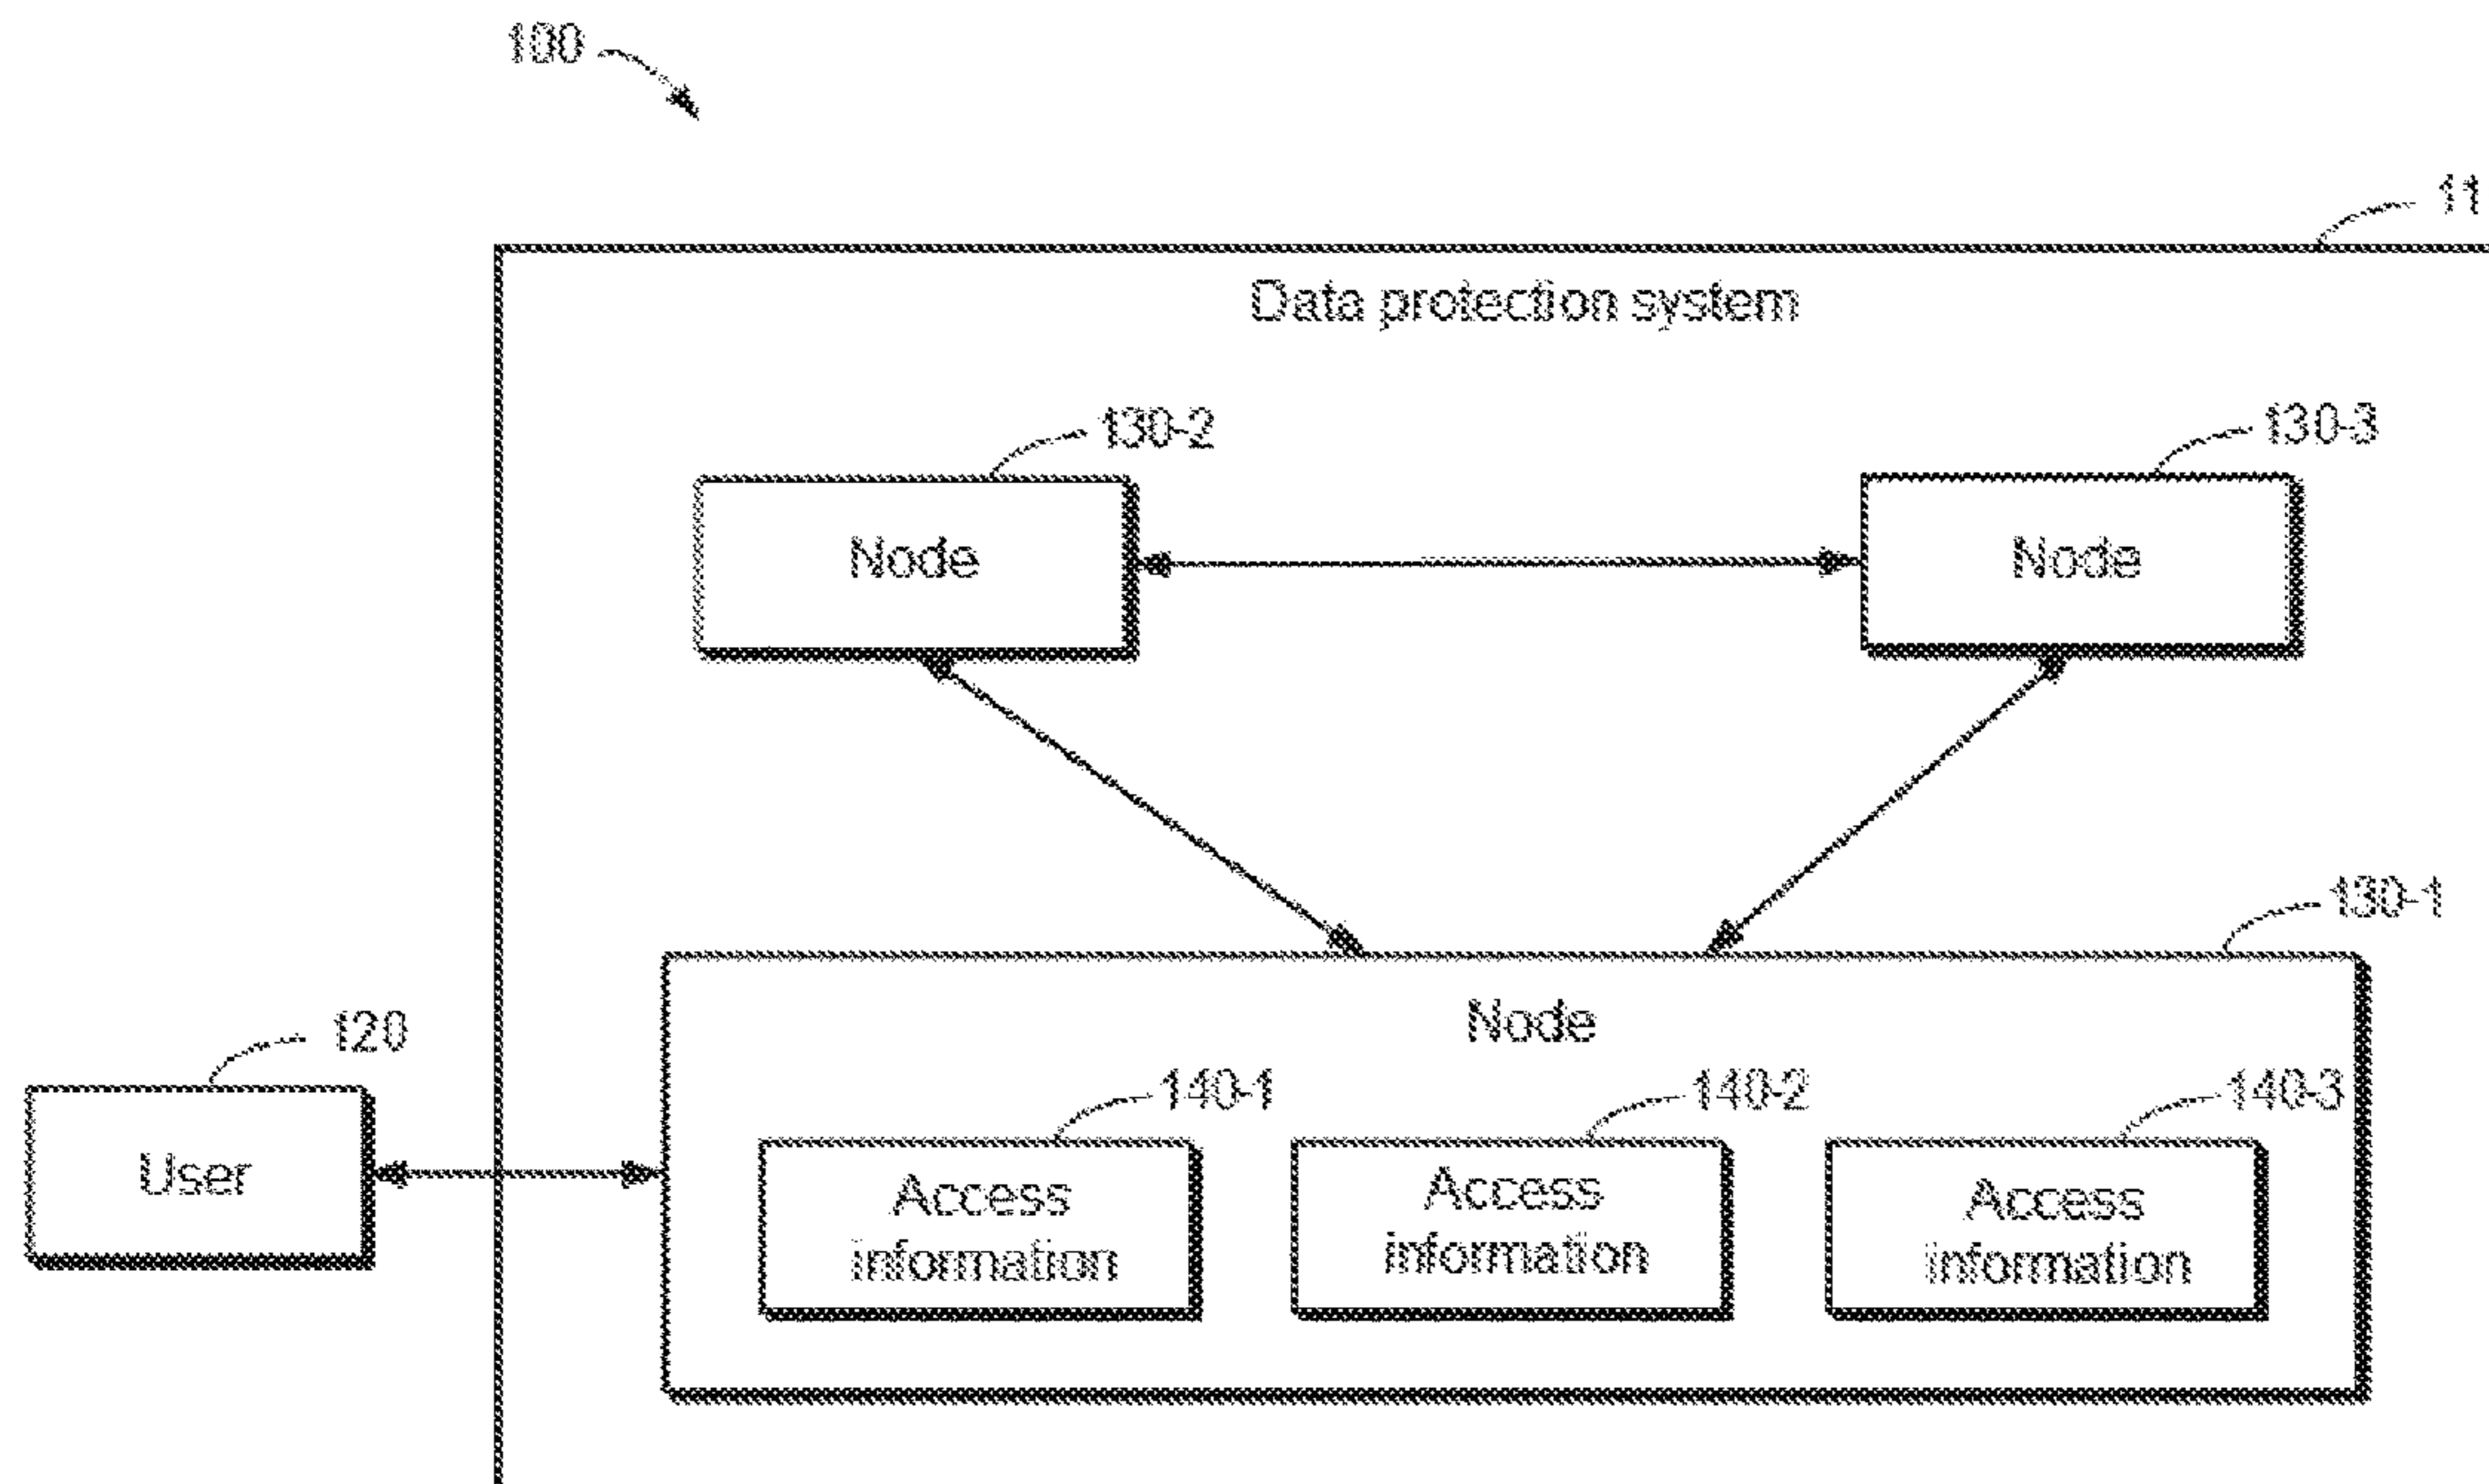 100
11
Data protection system
130-2
130-3
Node
Node
130-1
Node
120
140-1
140-2
140-3
User
Access
information
Access
information
Access
information